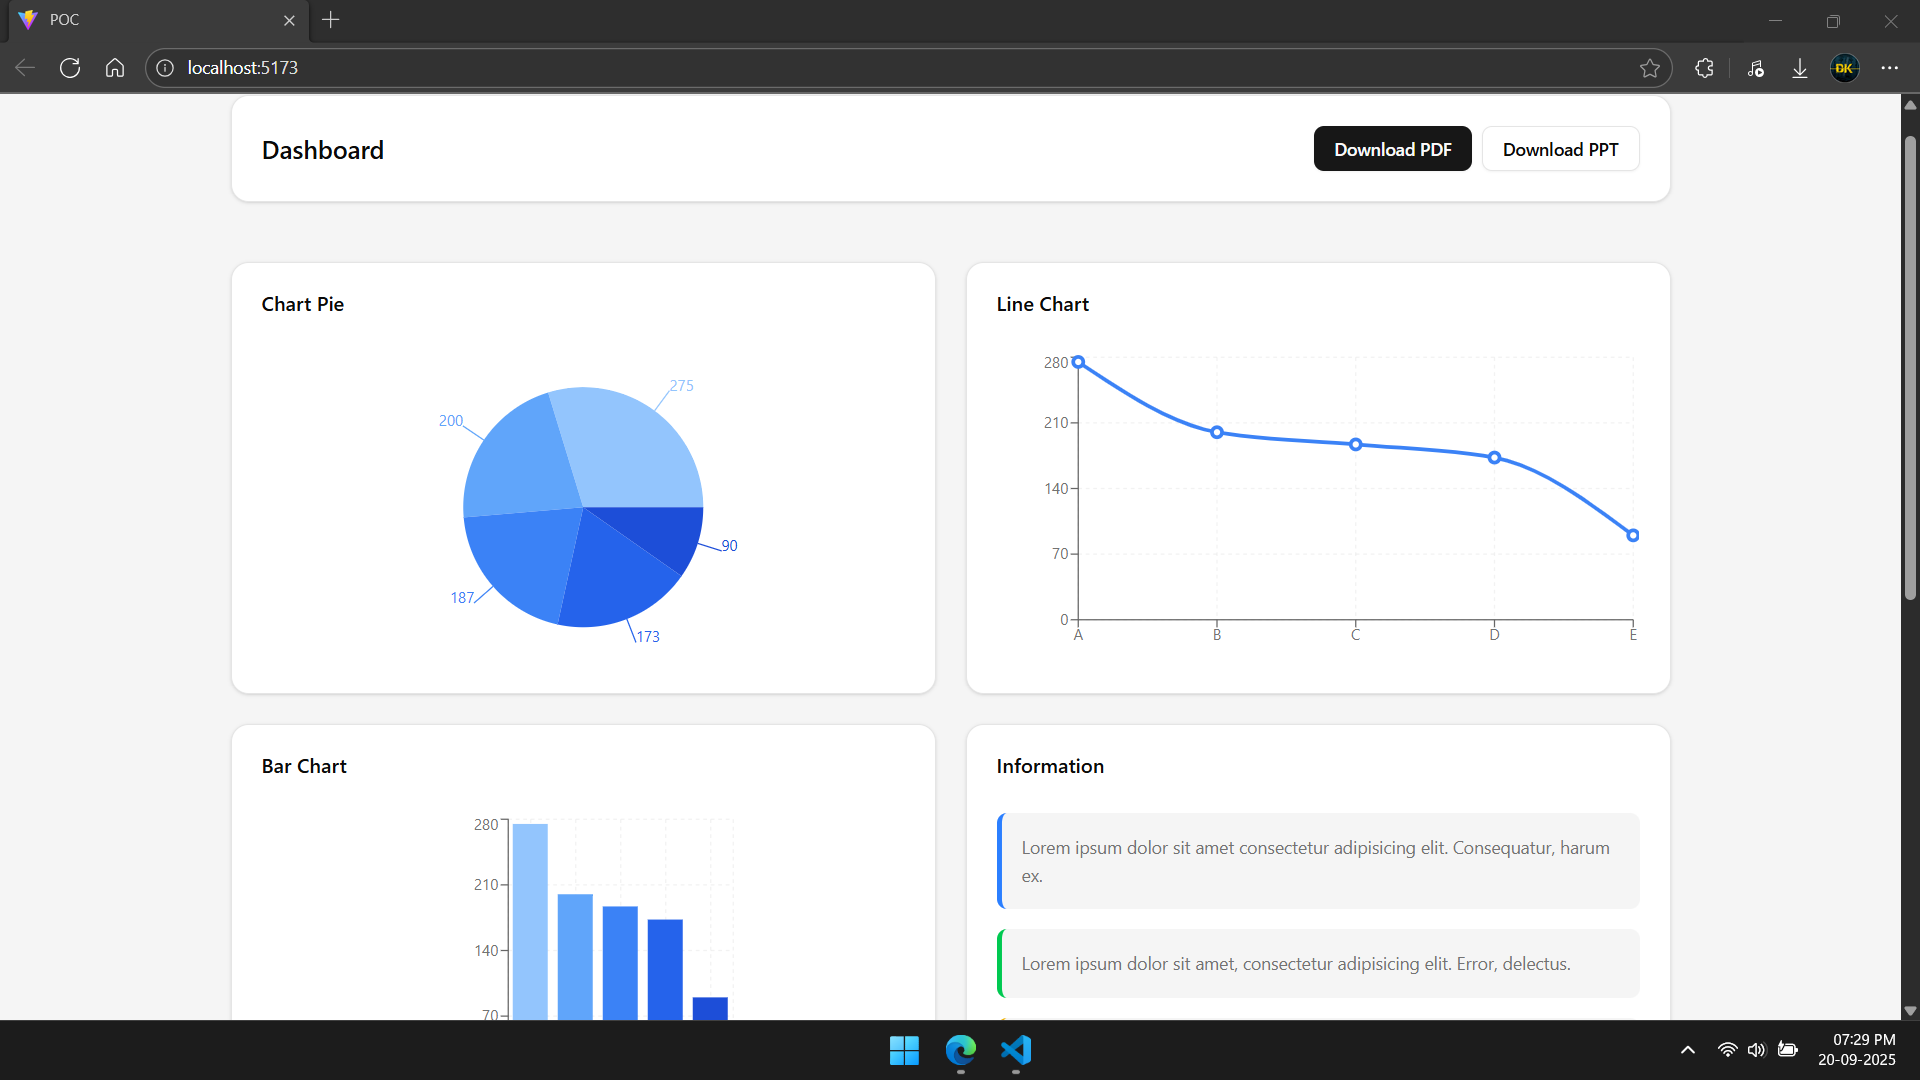 POC
localhost:5173
DK
Dashboard
Download PDF
Download PPT
Chart Pie
275
200
90
187
173
Line Chart
280
210
140
70
0
A B C D E
Bar Chart
280
210
140
70
Information
Lorem ipsum dolor sit amet consectetur adipisicing elit. Consequatur, harum
ex.
Lorem ipsum dolor sit amet, consectetur adipisicing elit. Error, delectus.
07:29 PM
20-09-2025